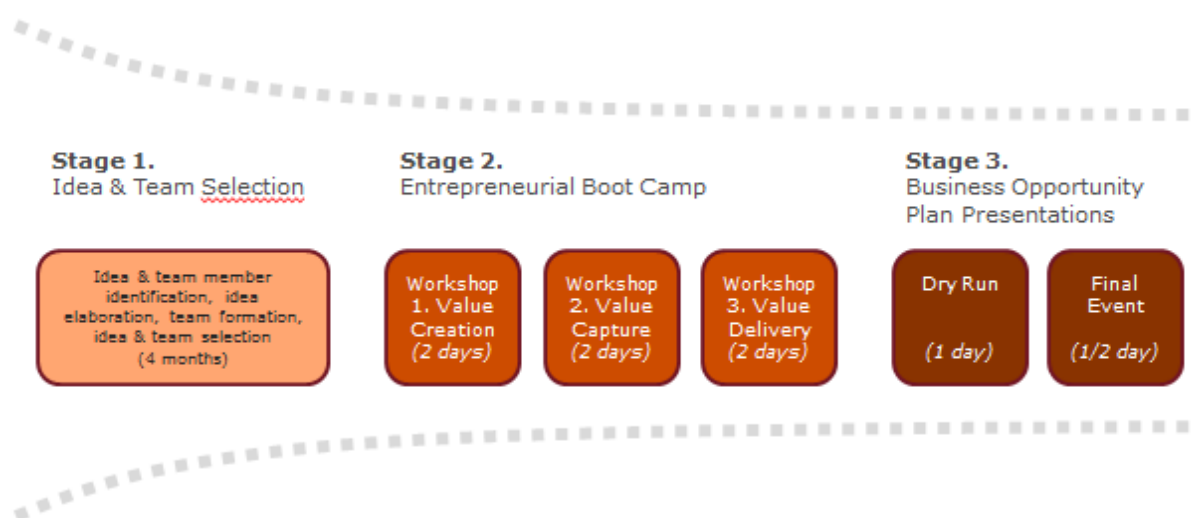 Stage 1.
Idea & Team Selection
Idea & team member
identification, idea
elaboration, team formation,
idea & team selection
(4 months)
Stage 2.
Entrepreneurial Boot Camp
Workshop
1. Value
Creation
(2 days)
Workshop
2. Value
Capture
(2 days)
Workshop
3. Value
Delivery
(2 days)
Stage 3.
Business Opportunity
Plan Presentations
Dry Run
(1 day)
Final
Event
(1/2 day)